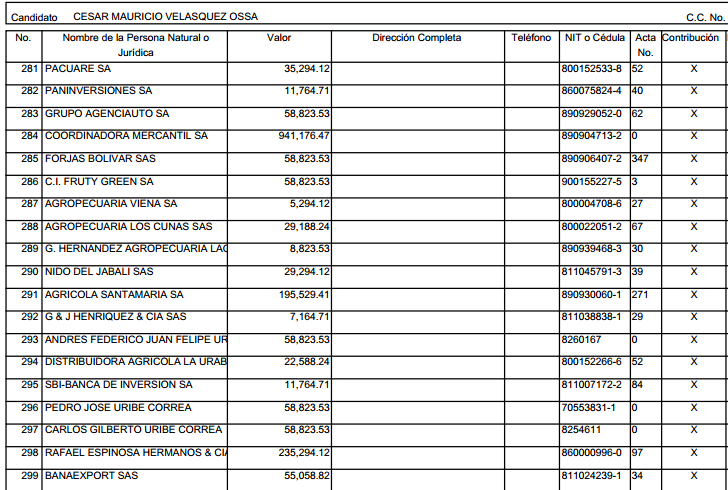 Candidato CESAR MAURICIO VELASQUEZ OSSA C.C. No.
No. Nombre de la Persona Natural o Jurídica Valor Dirección Completa Teléfono NIT o Cédula Acta No. Contribución
281 PACUARE SA 35,294.12 800152533-8 52 X
282 PANINVERSIONES SA 11,764.71 860075824-4 40 X
283 GRUPO AGENCIAUTO SA 58,823.53 890929052-0 62 X
284 COORDINADORA MERCANTIL SA 941,176.47 890904713-2 0 X
285 FORJAS BOLIVAR SAS 58,823.53 890906407-2 347 X
286 C.I. FRUTY GREEN SA 58,823.53 900155227-5 3 X
287 AGROPECUARIA VIENA SA 5,294.12 800004708-6 27 X
288 AGROPECUARIA LOS CUNAS SAS 29,188.24 800022051-2 67 X
289 G. HERNANDEZ AGROPECUARIA LAG 8,823.53 890939468-3 30 X
290 NIDO DEL JABALI SAS 29,294.12 811045791-3 39 X
291 AGRICOLA SANTAMARIA SA 195,529.41 890930060-1 271 X
292 G & J HENRIQUEZ & CIA SAS 7,164.71 811038838-1 29 X
293 ANDRES FEDERICO JUAN FELIPE UR 58,823.53 8260167 0 X
294 DISTRIBUIDORA AGRICOLA LA URAB 22,588.24 800152266-6 52 X
295 SBI-BANCA DE INVERSION SA 11,764.71 811007172-2 84 X
296 PEDRO JOSE URIBE CORREA 58,823.53 70553831-1 0 X
297 CARLOS GILBERTO URIBE CORREA 58,823.53 8254611 0 X
298 RAFAEL ESPINOSA HERMANOS & CIA 235,294.12 860000996-0 97 X
299 BANAEXPORT SAS 55,058.82 811024239-1 34 X